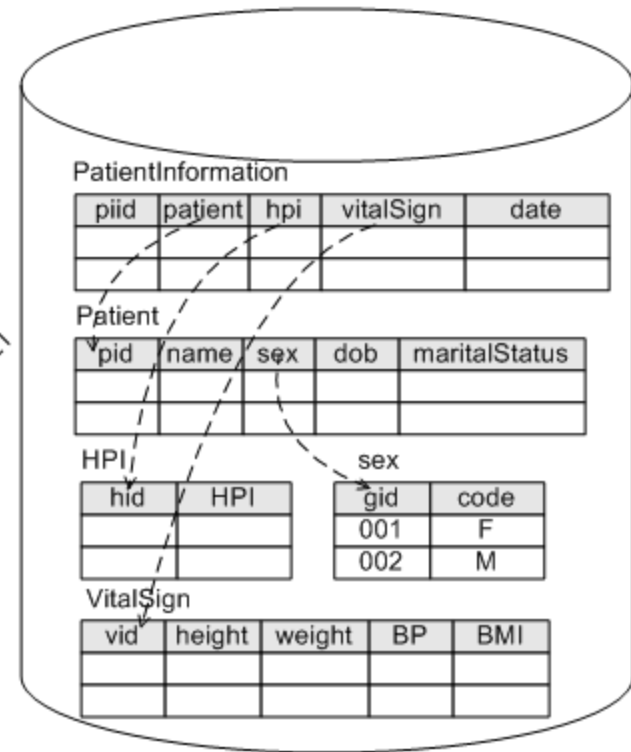 PatientInformation
piid patient hpi vitalSign date
Patient
pid name sex dob maritalStatus
HPI sex
hid HPI gid code
001 F
002 M
VitalSign
vid height weight BP BMI